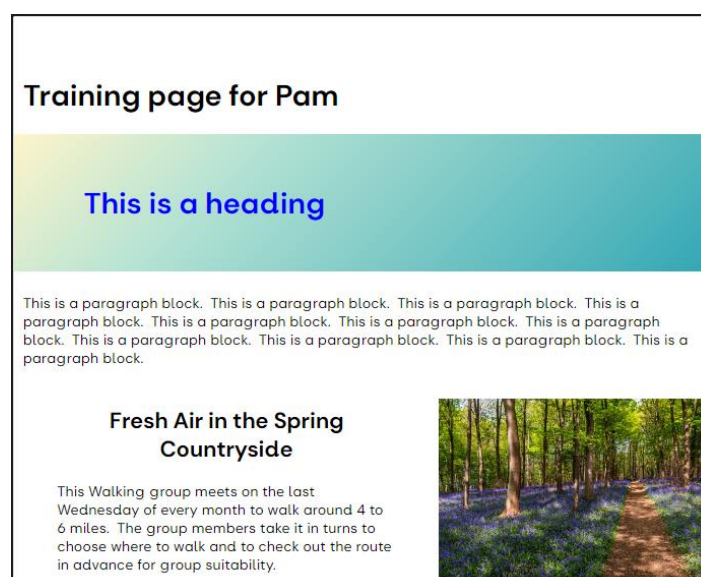 Training page for Pam
This is a heading
This is a paragraph block.  This is a paragraph block.  This is a paragraph block.  This is a
paragraph block.  This is a paragraph block.  This is a paragraph block.  This is a paragraph
block.  This is a paragraph block.  This is a paragraph block.  This is a paragraph block.  This is a
paragraph block.
Fresh Air in the Spring
Countryside
This Walking group meets on the last
Wednesday of every month to walk around 4 to
6 miles.  The group members take it in turns to
choose where to walk and to check out the route
in advance for group suitability.